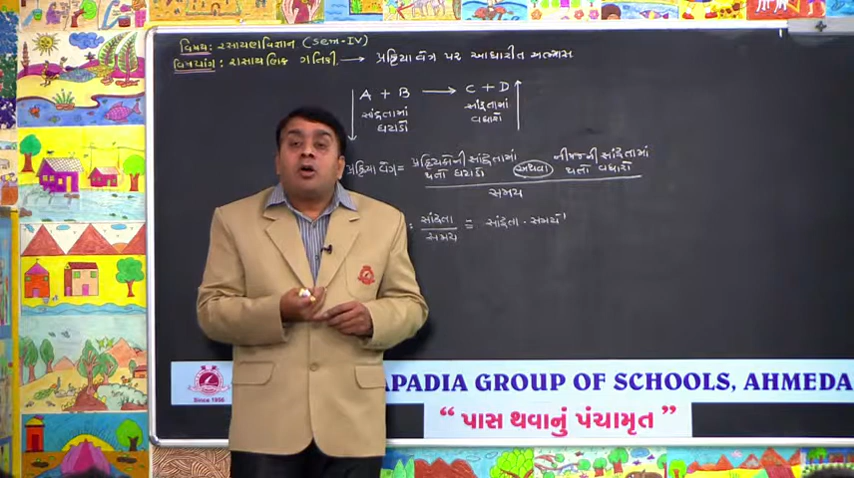 વિષય: રસાયણવિજ્ઞાન (Sem-IV)
વિષયાંગ: રાસાયણિક ગતિકી → પ્રક્રિયા વેગ પર આધારીત અભ્યાસ
A + B → C + D
સાંદ્રતામાં ઘટાડો
સાંદ્રતામાં વધારો
પ્રક્રિયા વેગ = પ્રક્રિયકોની સાંદ્રતામાં થતો ઘટાડો અથવા નીપજની સાંદ્રતામાં થતો વધારો
સમય
: સાંદ્રતા
સમય
= સાંદ્રતા · સમય⁻¹
Since 1956
APADIA GROUP OF SCHOOLS, AHMEDA
“પાસ થવાનું પંચામૃત”